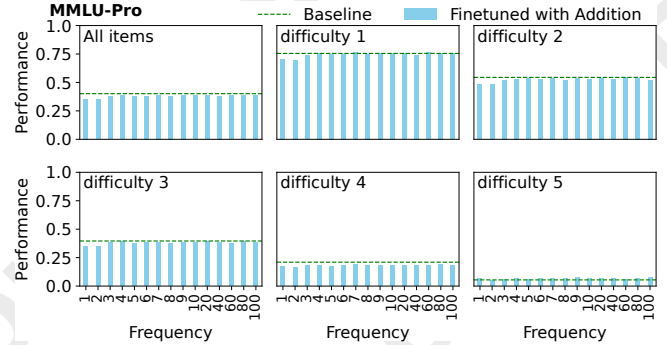 MMLU-Pro
Baseline Finetuned with Addition
Performance
1.0
0.75
0.5
0.25
0.0
All items
difficulty 1
difficulty 2
Performance
1.0
0.75
0.5
0.25
0.0
difficulty 3
difficulty 4
difficulty 5
1 2 3 4 5 6 7 8 9 10 20 40 60 80 100
1 2 3 4 5 6 7 8 9 10 20 40 60 80 100
1 2 3 4 5 6 7 8 9 10 20 40 60 80 100
Frequency Frequency Frequency